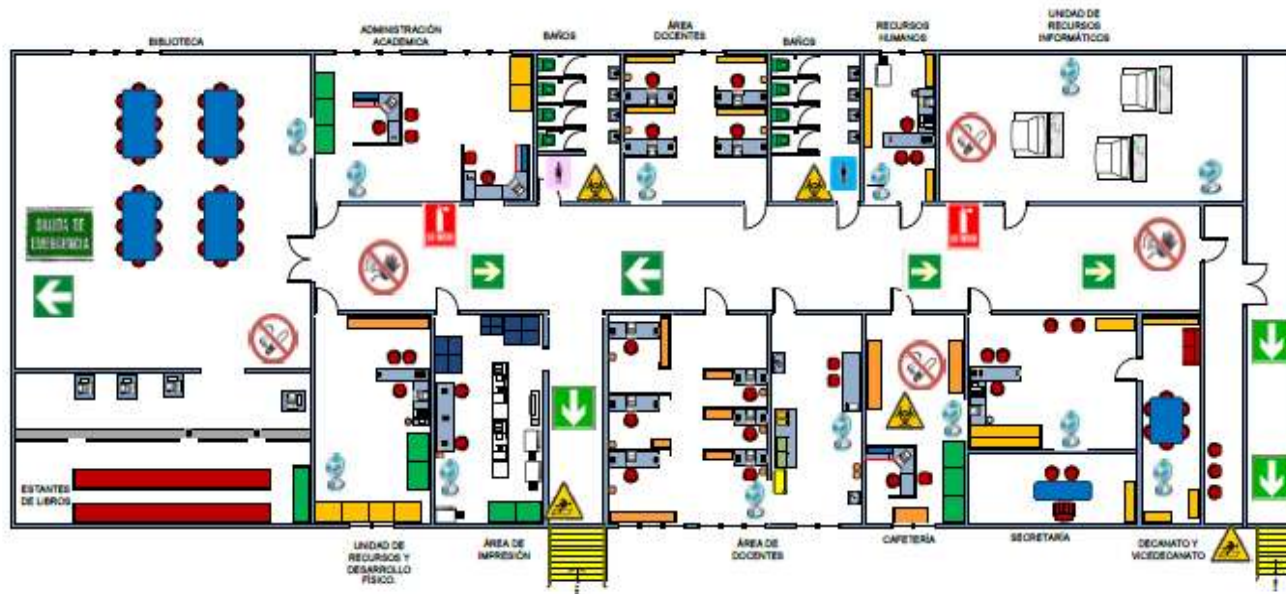 BIBLIOTECA
ADMINISTRACIÓN
ACADEMICA
BAÑOS
ÁREA
DOCENTES
BAÑOS
RECURSOS
HUMANOS
UNIDAD DE
RECURSOS
INFORMÁTICOS
SALIDA DE
EMERGENCIA
ESTANTES
DE LIBROS
UNIDAD DE
RECURSOS Y
DESARROLLO
FÍSICO.
ÁREA DE
IMPRESIÓN
ÁREA DE
DOCENTES
CAFETERÍA
SECRETARÍA
DECANATO Y
VICEDECANATO